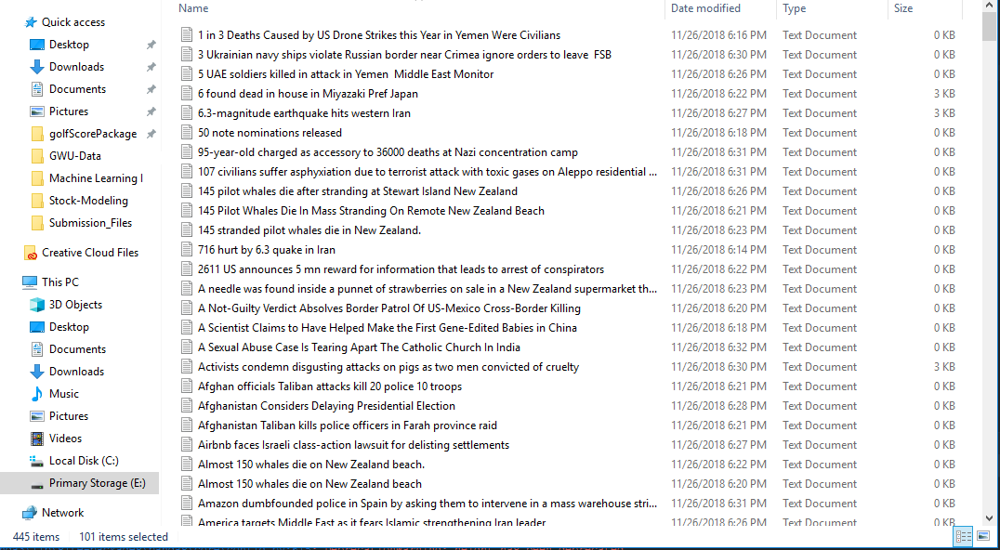 Name Date modified Type Size
Quick access
Desktop
Downloads
Documents
Pictures
golfScorePackage
GWU-Data
Machine Learning I
Stock-Modeling
Submission_Files
Creative Cloud Files
This PC
3D Objects
Desktop
Documents
Downloads
Music
Pictures
Videos
Local Disk (C:)
Primary Storage (E:)
Network
1 in 3 Deaths Caused by US Drone Strikes this Year in Yemen Were Civilians 11/26/2018 6:16 PM Text Document 0 KB
3 Ukrainian navy ships violate Russian border near Crimea ignore orders to leave  FSB 11/26/2018 6:30 PM Text Document 0 KB
5 UAE soldiers killed in attack in Yemen  Middle East Monitor 11/26/2018 6:26 PM Text Document 0 KB
6 found dead in house in Miyazaki Pref Japan 11/26/2018 6:22 PM Text Document 3 KB
6.3-magnitude earthquake hits western Iran 11/26/2018 6:27 PM Text Document 3 KB
50 note nominations released 11/26/2018 6:18 PM Text Document 0 KB
95-year-old charged as accessory to 36000 deaths at Nazi concentration camp 11/26/2018 6:31 PM Text Document 0 KB
107 civilians suffer asphyxiation due to terrorist attack with toxic gases on Aleppo residential ... 11/26/2018 6:31 PM Text Document 0 KB
145 pilot whales die after stranding at Stewart Island New Zealand 11/26/2018 6:26 PM Text Document 0 KB
145 Pilot Whales Die In Mass Stranding On Remote New Zealand Beach 11/26/2018 6:21 PM Text Document 0 KB
145 stranded pilot whales die in New Zealand. 11/26/2018 6:23 PM Text Document 0 KB
716 hurt by 6.3 quake in Iran 11/26/2018 6:14 PM Text Document 0 KB
2611 US announces 5 mn reward for information that leads to arrest of conspirators 11/26/2018 6:22 PM Text Document 0 KB
A needle was found inside a punnet of strawberries on sale in a New Zealand supermarket th... 11/26/2018 6:23 PM Text Document 0 KB
A Not-Guilty Verdict Absolves Border Patrol Of US-Mexico Cross-Border Killing 11/26/2018 6:20 PM Text Document 0 KB
A Scientist Claims to Have Helped Make the First Gene-Edited Babies in China 11/26/2018 6:18 PM Text Document 0 KB
A Sexual Abuse Case Is Tearing Apart The Catholic Church In India 11/26/2018 6:32 PM Text Document 0 KB
Activists condemn disgusting attacks on pigs as two men convicted of cruelty 11/26/2018 6:30 PM Text Document 3 KB
Afghan officials Taliban attacks kill 20 police 10 troops 11/26/2018 6:21 PM Text Document 0 KB
Afghanistan Considers Delaying Presidential Election 11/26/2018 6:28 PM Text Document 0 KB
Afghanistan Taliban kills police officers in Farah province raid 11/26/2018 6:21 PM Text Document 0 KB
Airbnb faces Israeli class-action lawsuit for delisting settlements 11/26/2018 6:27 PM Text Document 0 KB
Almost 150 whales die on New Zealand beach. 11/26/2018 6:22 PM Text Document 0 KB
Almost 150 whales die on New Zealand beach 11/26/2018 6:20 PM Text Document 0 KB
Amazon dumbfounded police in Spain by asking them to intervene in a mass warehouse stri... 11/26/2018 6:31 PM Text Document 0 KB
America targets Middle East as it fears Islamic strengthening Iran leader 11/26/2018 6:26 PM Text Document 0 KB
445 items 101 items selected